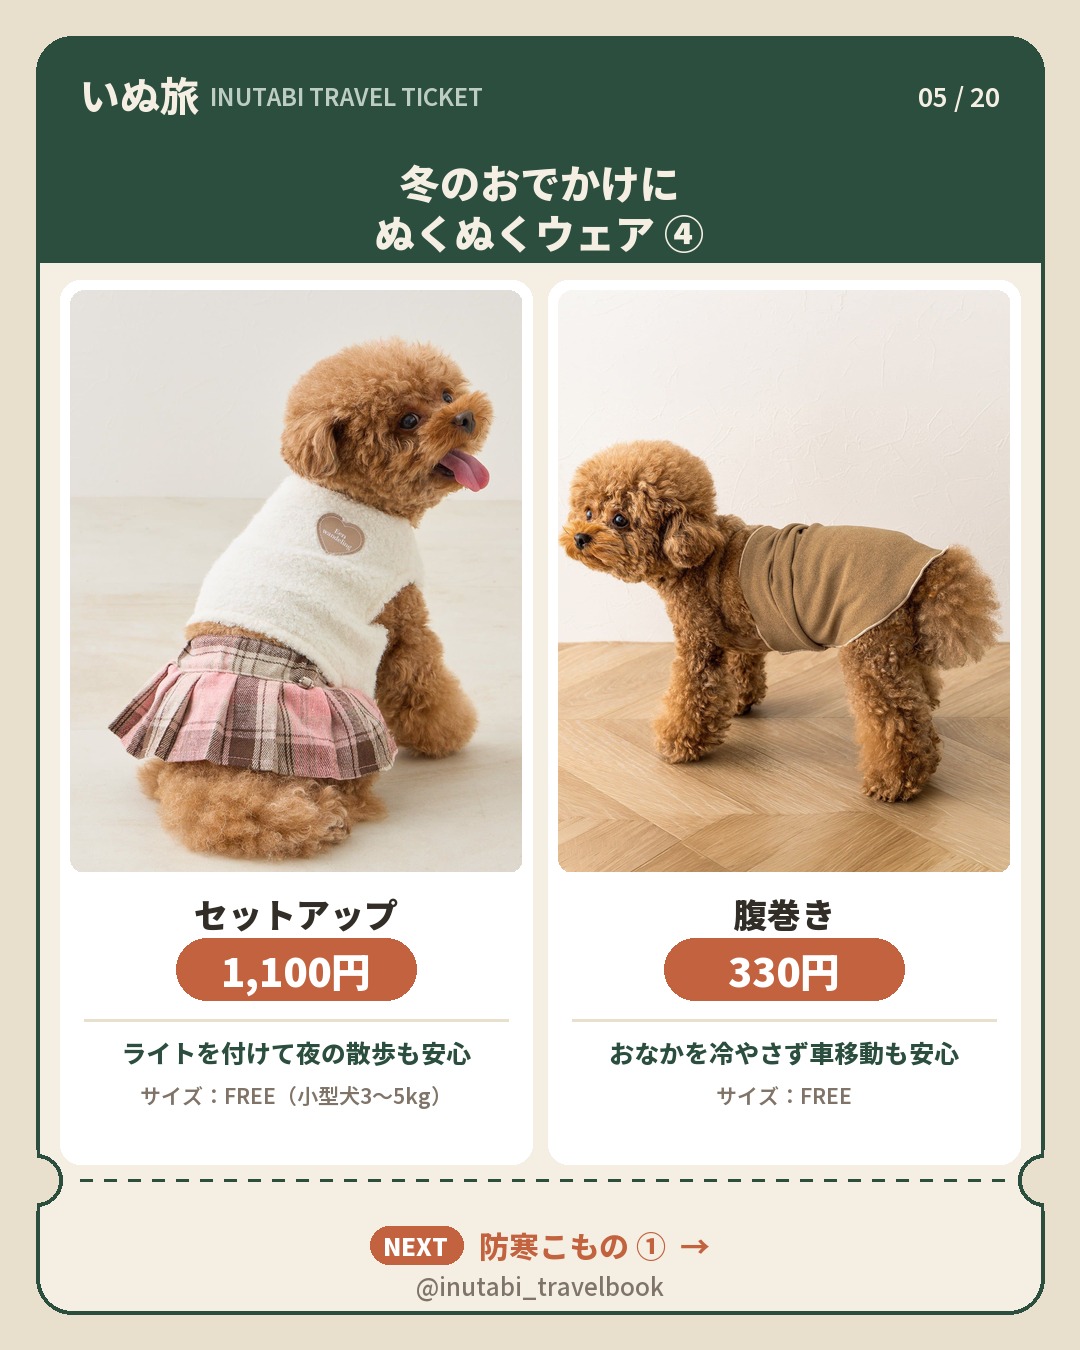 いぬ旅 INUTABI TRAVEL TICKET
05 / 20
冬のおでかけに
ぬくぬくウェア ④
セットアップ
1,100円
ライトを付けて夜の散歩も安心
サイズ：FREE（小型犬3〜5kg）
腹巻き
330円
おなかを冷やさず車移動も安心
サイズ：FREE
NEXT 防寒こもの ① →
@inutabi_travelbook